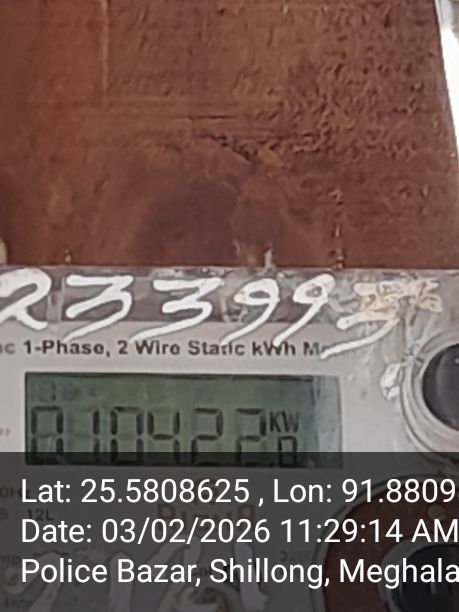 233993
ac 1-Phase, 2 Wire Static kWh M
010422 KW
Lat: 25.5808625 , Lon: 91.8809
Date: 03/02/2026 11:29:14 AM
Police Bazar, Shillong, Meghala